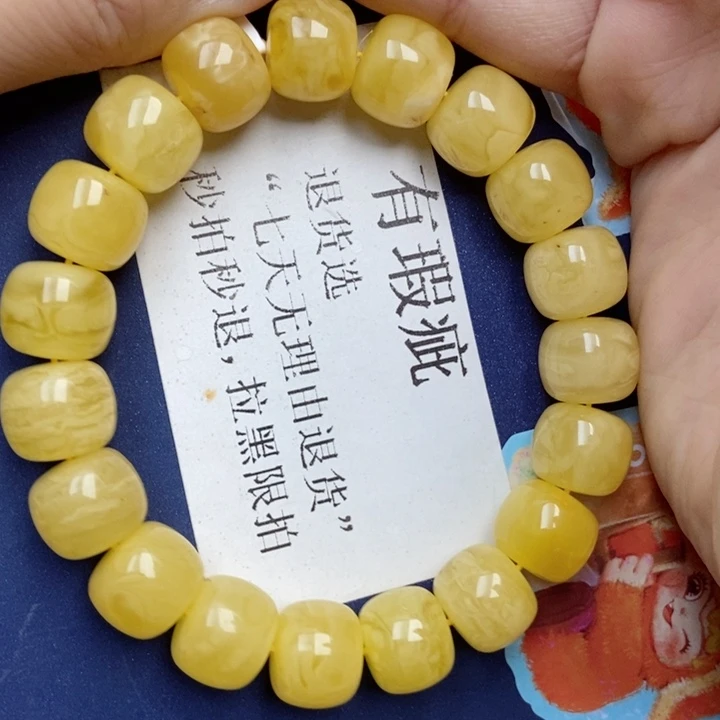 有瑕疵
退货选
“七天无理由退货”
秒拍秒退，拉黑限拍